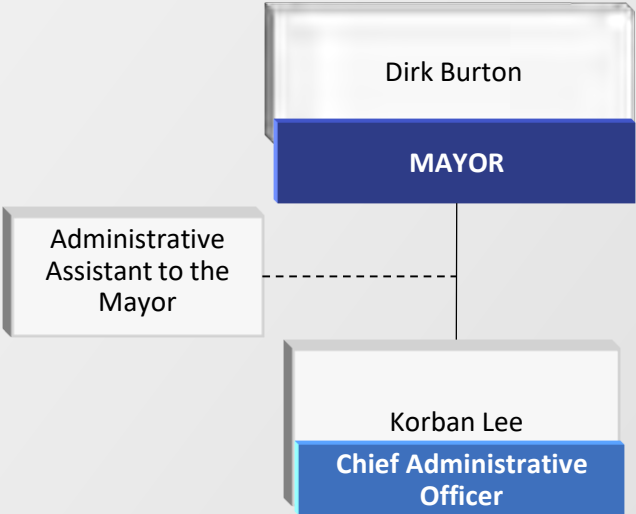 Dirk Burton
MAYOR
Administrative
Assistant to the
Mayor
Korban Lee
Chief Administrative
Officer